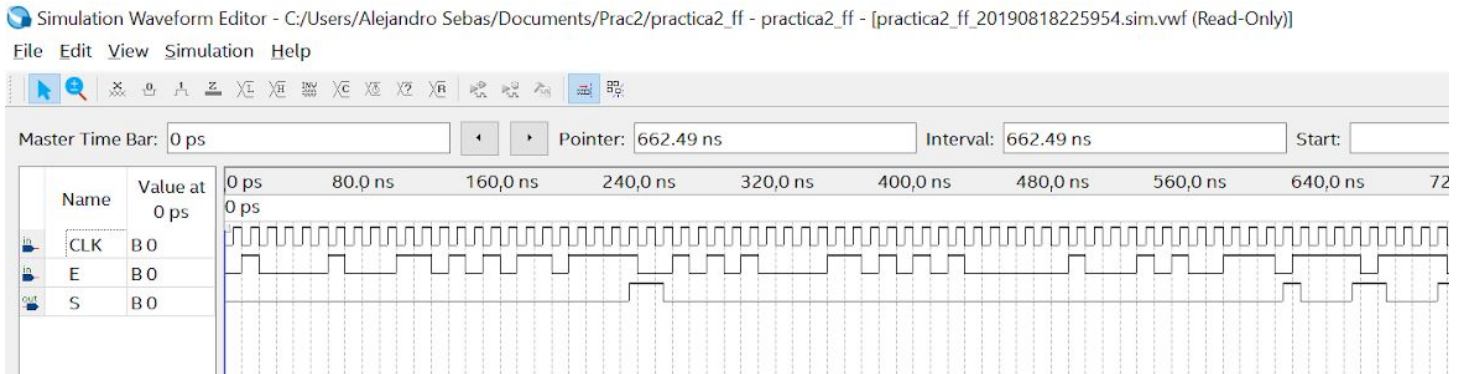 Simulation Waveform Editor - C:/Users/Alejandro Sebas/Documents/Prac2/practica2_ff - practica2_ff - [practica2_ff_20190818225954.sim.vwf (Read-Only)]
File Edit View Simulation Help
Master Time Bar: 0 ps Pointer: 662.49 ns Interval: 662.49 ns Start:
Name Value at 0 ps
0 ps 80.0 ns 160,0 ns 240,0 ns 320,0 ns 400,0 ns 480,0 ns 560,0 ns 640,0 ns 72
0 ps
CLK B 0
E B 0
S B 0